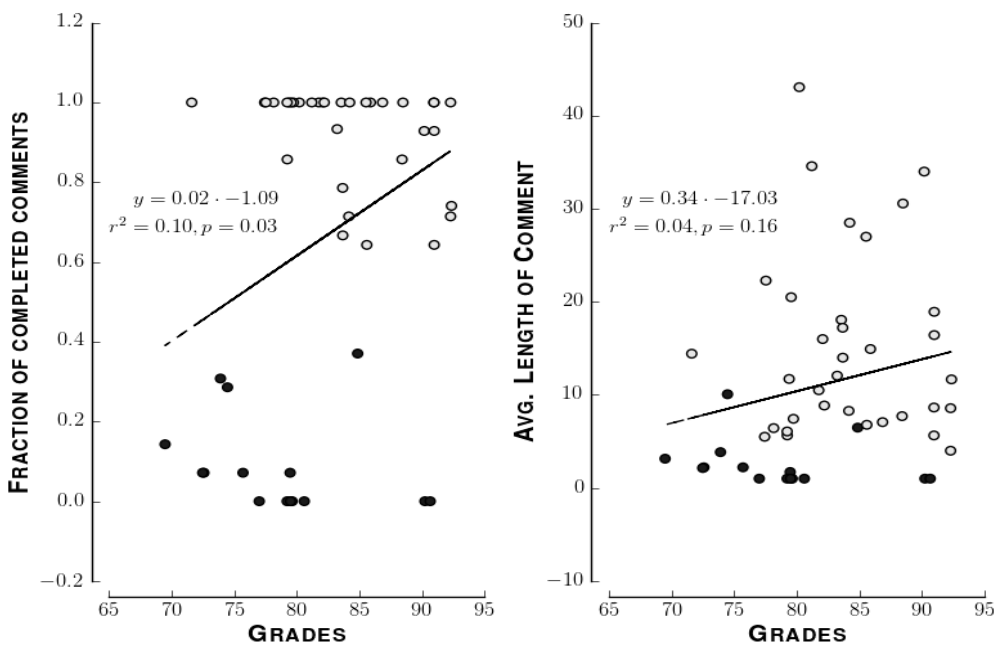 1.2
1.0
0.8
0.6
0.4
0.2
0.0
−0.2
FRACTION OF COMPLETED COMMENTS
y = 0.02 · −1.09
r² = 0.10, p = 0.03
65 70 75 80 85 90 95
GRADES
50
40
30
20
10
0
−10
AVG. LENGTH OF COMMENT
y = 0.34 · −17.03
r² = 0.04, p = 0.16
65 70 75 80 85 90 95
GRADES